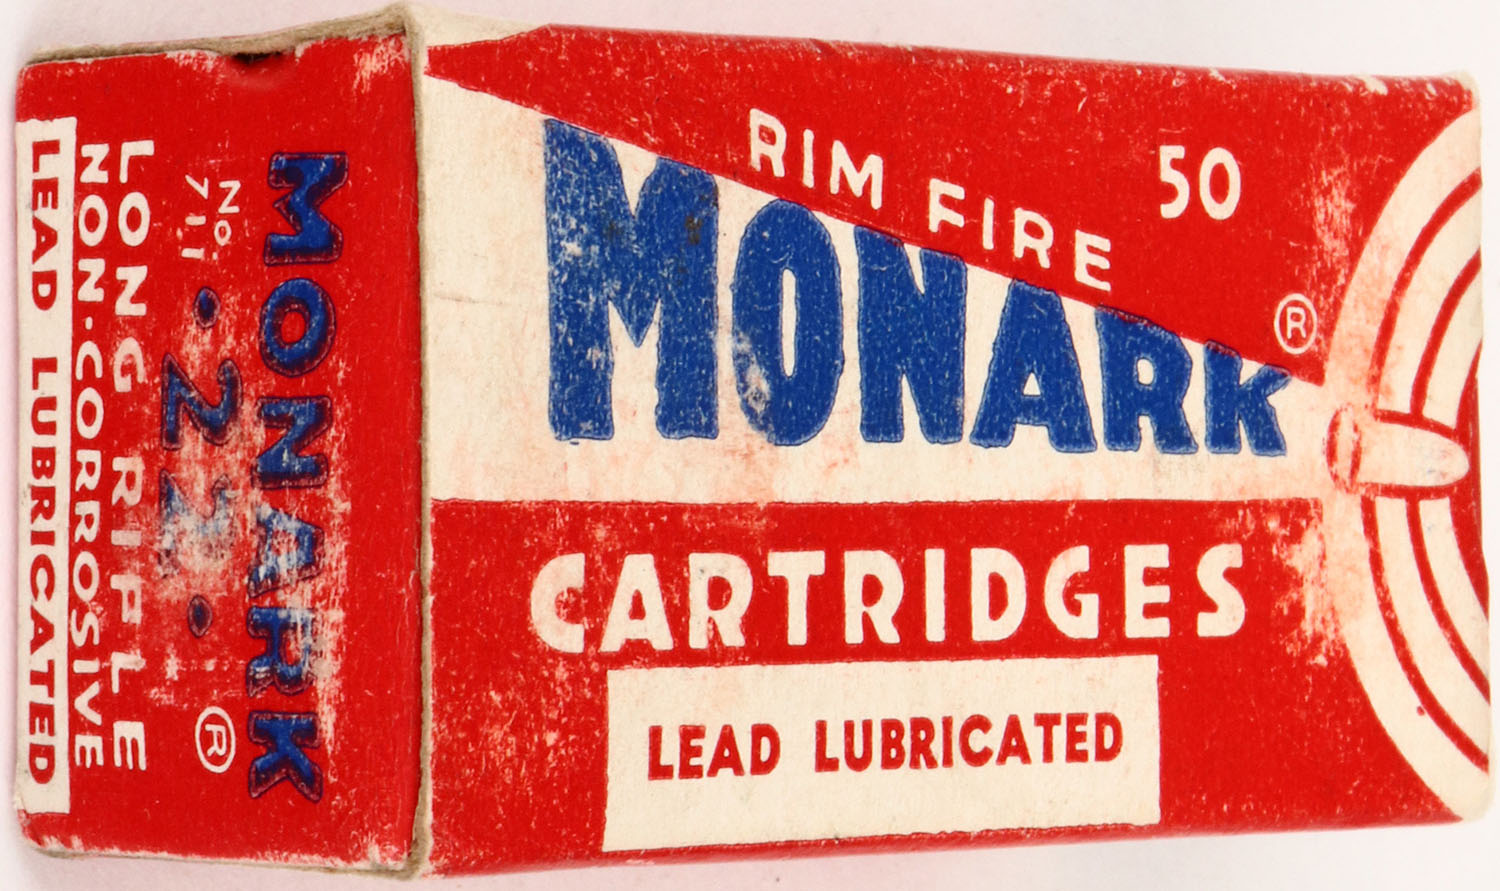 RIM FIRE 50
MONARK ®
CARTRIDGES
LEAD LUBRICATED
MONARK
No. 711 .22. ®
LONG RIFLE
NON-CORROSIVE
LEAD LUBRICATED